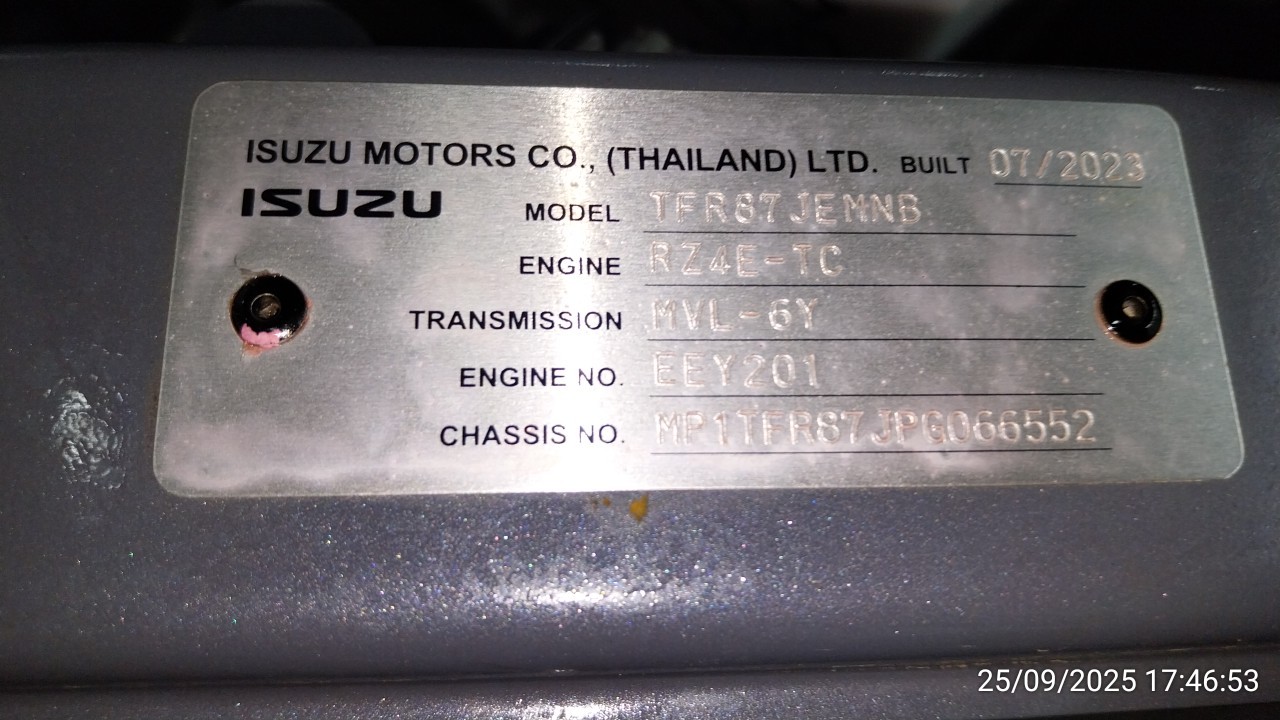 ISUZU MOTORS CO., (THAILAND) LTD. BUILT 07/2023
ISUZU MODEL TFR87JEMNB
ENGINE RZ4E-TC
TRANSMISSION MVL-6Y
ENGINE NO. EEY201
CHASSIS NO. MP1TFR87JPG066552
25/09/2025 17:46:53